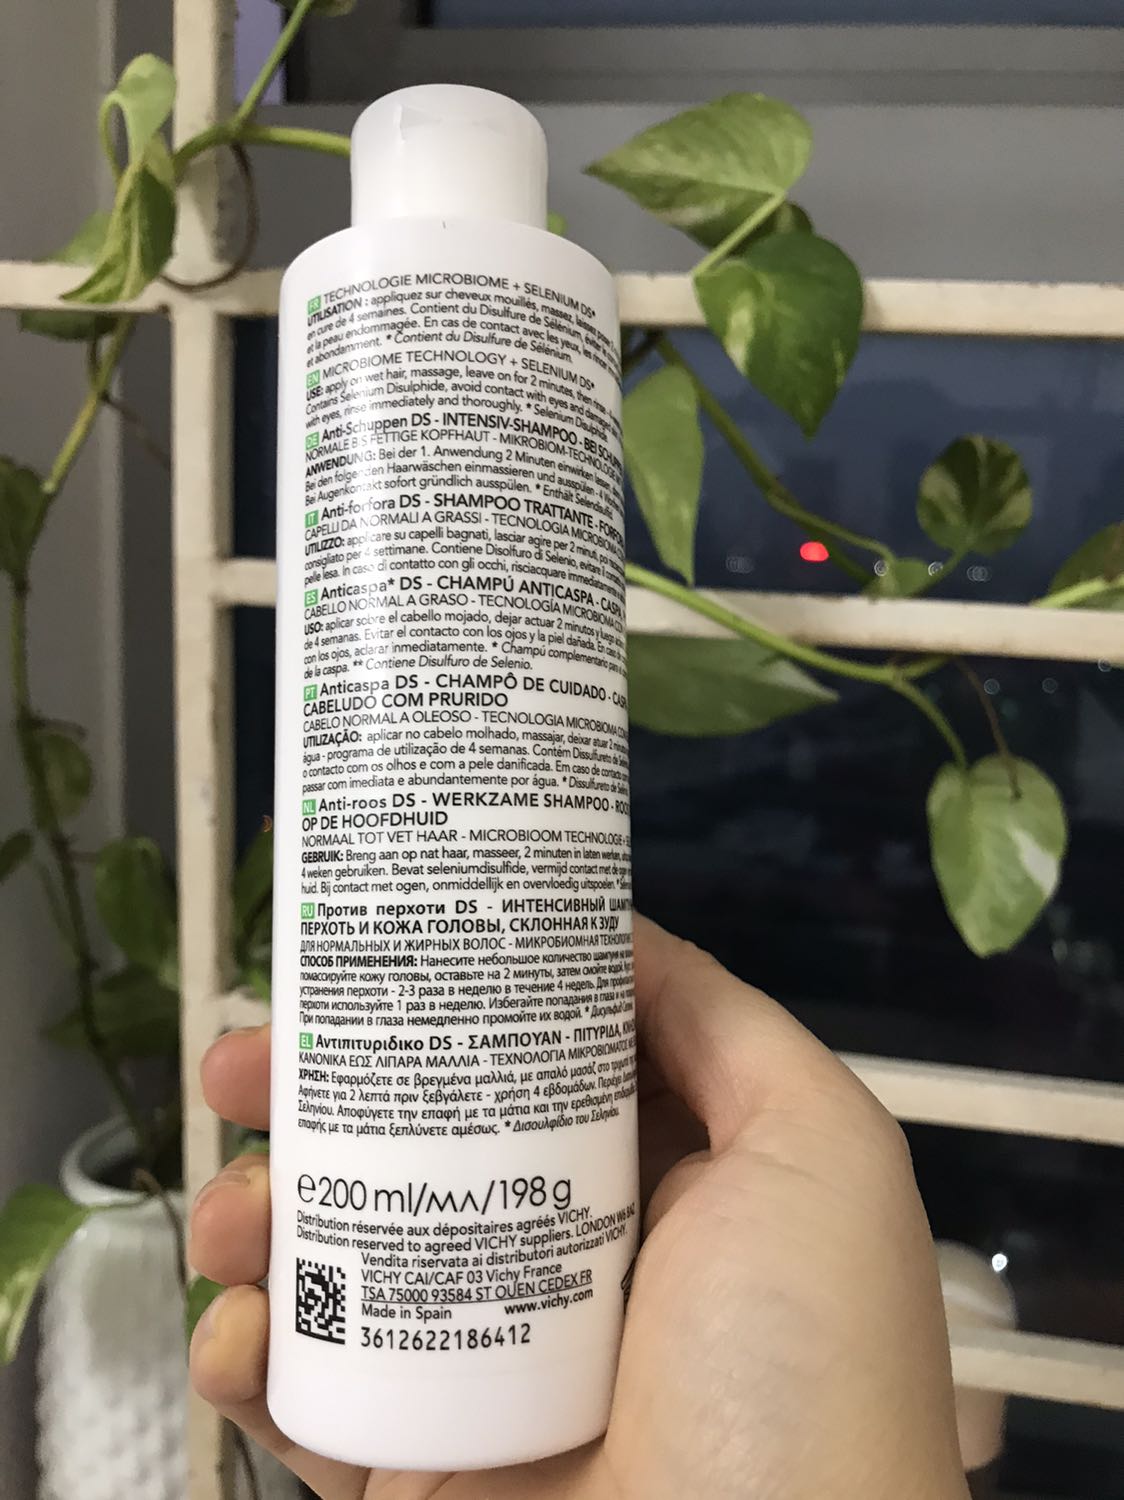 FR TECHNOLOGIE MICROBIOME + SELENIUM DS*
UTILISATION : appliquez sur cheveux mouillés, massez, laissez poser
en cure de 4 semaines. Contient du Disulfure de Sélénium, éviter
et la peau endommagée. En cas de contact avec les yeux, les rincer
et abondamment. * Contient du Disulfure de Sélénium.
EN MICROBIOME TECHNOLOGY + SELENIUM DS*
USE: apply on wet hair, massage, leave on for 2 minutes, then rinse
Contains Selenium Disulphide, avoid contact with eyes and damaged
with eyes, rinse immediately and thoroughly. * Selenium Disulphide
DE Anti-Schuppen DS - INTENSIV-SHAMPOO - BEI
NORMALE BIS FETTIGE KOPFHAUT - MIKROBIOM-TECHNOLOGIE
ANWENDUNG: Bei der 1. Anwendung 2 Minuten einwirken lassen,
Bei den folgenden Haarwäschen einmassieren und ausspülen - 4
Bei Augenkontakt sofort gründlich ausspülen. * Enthält Selendisulfid
IT Anti-forfora DS - SHAMPOO TRATTANTE -
CAPELLI DA NORMALI A GRASSI - TECNOLOGIA MICROBIOMA
UTILIZZO: applicare su capelli bagnati, lasciar agire per 2 minuti, poi
consigliato per 4 settimane. Contiene Disolfuro di Selenio, evitare il
pelle lesa. In caso di contatto con gli occhi, risciacquare immediatamente
ES Anticaspa* DS - CHAMPÚ ANTICASPA - CASPA
CABELLO NORMAL A GRASO - TECNOLOGÍA MICROBIOMA
USO: aplicar sobre el cabello mojado, dejar actuar 2 minutos y luego
de 4 semanas. Evitar el contacto con los ojos y la piel dañada. En caso
con los ojos, aclarar inmediatamente. * Champú complementario
de la caspa. ** Contiene Disulfuro de Selenio.
PT Anticaspa DS - CHAMPÔ DE CUIDADO -
CABELUDO COM PRURIDO
CABELO NORMAL A OLEOSO - TECNOLOGIA MICROBIOMA
UTILIZAÇÃO: aplicar no cabelo molhado, massajar, deixar atuar 2
água - programa de utilização de 4 semanas. Contém Dissulfureto de
o contacto com os olhos e com a pele danificada. Em caso de contacto
passar com imediata e abundantemente por água. * Dissulfureto de
NL Anti-roos DS - WERKZAME SHAMPOO -
OP DE HOOFDHUID
NORMAAL TOT VET HAAR - MICROBIOOM TECHNOLOGIE +
GEBRUIK: Breng aan op nat haar, masseer, 2 minuten in laten werken,
4 weken gebruiken. Bevat seleniumdisulfide, vermijd contact met de ogen
huid. Bij contact met ogen, onmiddellijk en overvloedig uitspoelen.
RU Против перхоти DS - ИНТЕНСИВНЫЙ
ПЕРХОТЬ И КОЖА ГОЛОВЫ, СКЛОННАЯ К ЗУДУ
ДЛЯ НОРМАЛЬНЫХ И ЖИРНЫХ ВОЛОС - МИКРОБИОМНАЯ
СПОСОБ ПРИМЕНЕНИЯ: Нанесите небольшое количество шампуня на
помассируйте кожу головы, оставьте на 2 минуты, затем смойте водой.
устранения перхоти - 2-3 раза в неделю в течение 4 недель. Для
перхоти используйте 1 раз в неделю. Избегайте попадания в глаза и на
При попадании в глаза немедленно промойте их водой. * Дисульфид
EL Αντιπιτυριδικο DS - ΣΑΜΠΟΥΑΝ - ΠΙΤΥΡΙΔΑ,
ΚΑΝΟΝΙΚΑ ΕΩΣ ΛΙΠΑΡΑ ΜΑΛΛΙΑ - ΤΕΧΝΟΛΟΓΙΑ ΜΙΚΡΟΒΙΩΜΑΤΟΣ
ΧΡΗΣΗ: Εφαρμόζετε σε βρεγμένα μαλλιά, με απαλό μασάζ στο
Αφήνετε για 2 λεπτά πριν ξεβγάλετε - χρήση 4 εβδομάδων. Περιέχει
Σεληνίου. Αποφύγετε την επαφή με τα μάτια και την ερεθισμένη
επαφής με τα μάτια ξεπλύνετε αμέσως. * Δισουλφίδιο του Σεληνίου.
℮200 ml/мл/198 g
Distribution réservée aux dépositaires agréés VICHY.
Distribution reserved to agreed VICHY suppliers. LONDON W6 8AZ
Vendita riservata ai distributori autorizzati VICHY.
VICHY CAI/CAF 03 Vichy France
TSA 75000 93584 ST OUEN CEDEX FR
Made in Spain www.vichy.com
3612622186412